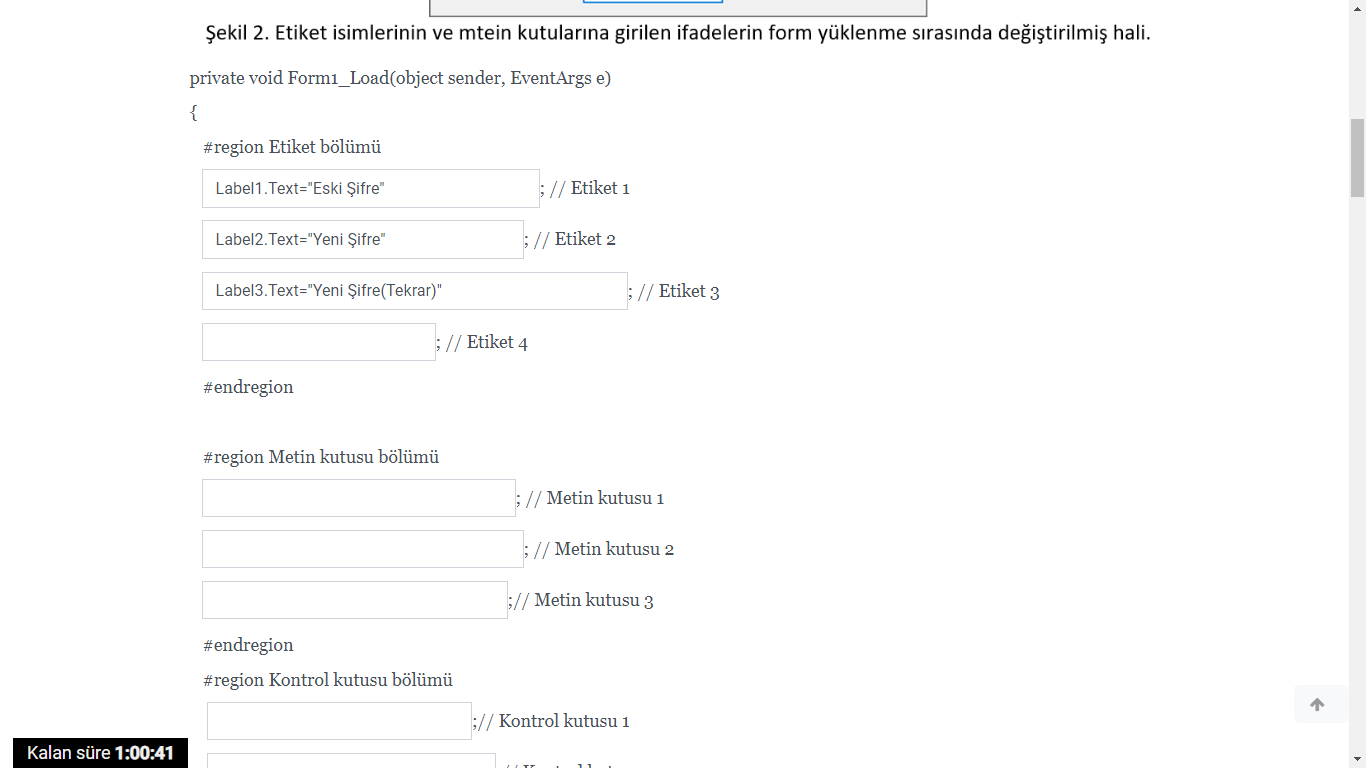 Şekil 2. Etiket isimlerinin ve mtein kutularına girilen ifadelerin form yüklenme sırasında değiştirilmiş hali.
private void Form1_Load(object sender, EventArgs e)
{
#region Etiket bölümü
Label1.Text="Eski Şifre" ; // Etiket 1
Label2.Text="Yeni Şifre" ; // Etiket 2
Label3.Text="Yeni Şifre(Tekrar)" ; // Etiket 3
; // Etiket 4
#endregion
#region Metin kutusu bölümü
; // Metin kutusu 1
; // Metin kutusu 2
;// Metin kutusu 3
#endregion
#region Kontrol kutusu bölümü
;// Kontrol kutusu 1
Kalan süre 1:00:41